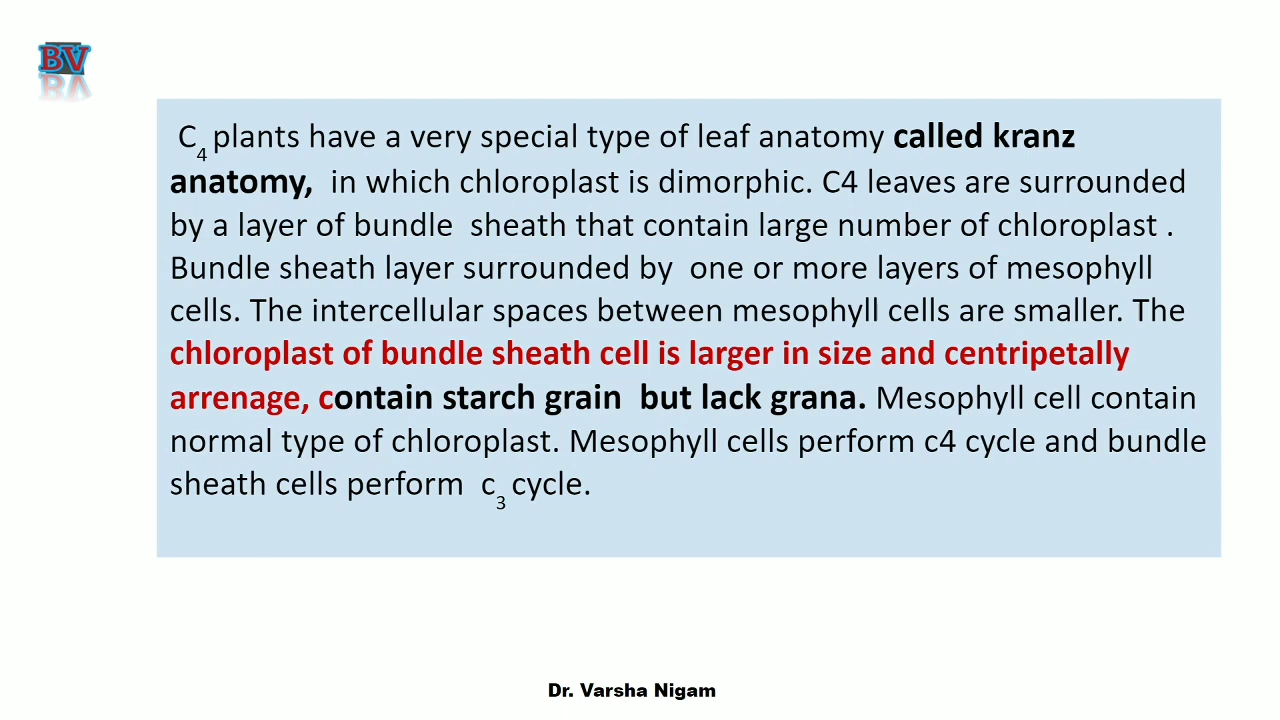 BV
C₄ plants have a very special type of leaf anatomy called kranz
anatomy, in which chloroplast is dimorphic. C4 leaves are surrounded
by a layer of bundle sheath that contain large number of chloroplast .
Bundle sheath layer surrounded by one or more layers of mesophyll
cells. The intercellular spaces between mesophyll cells are smaller. The
chloroplast of bundle sheath cell is larger in size and centripetally
arrenage, contain starch grain but lack grana. Mesophyll cell contain
normal type of chloroplast. Mesophyll cells perform c4 cycle and bundle
sheath cells perform c₃ cycle.
Dr. Varsha Nigam